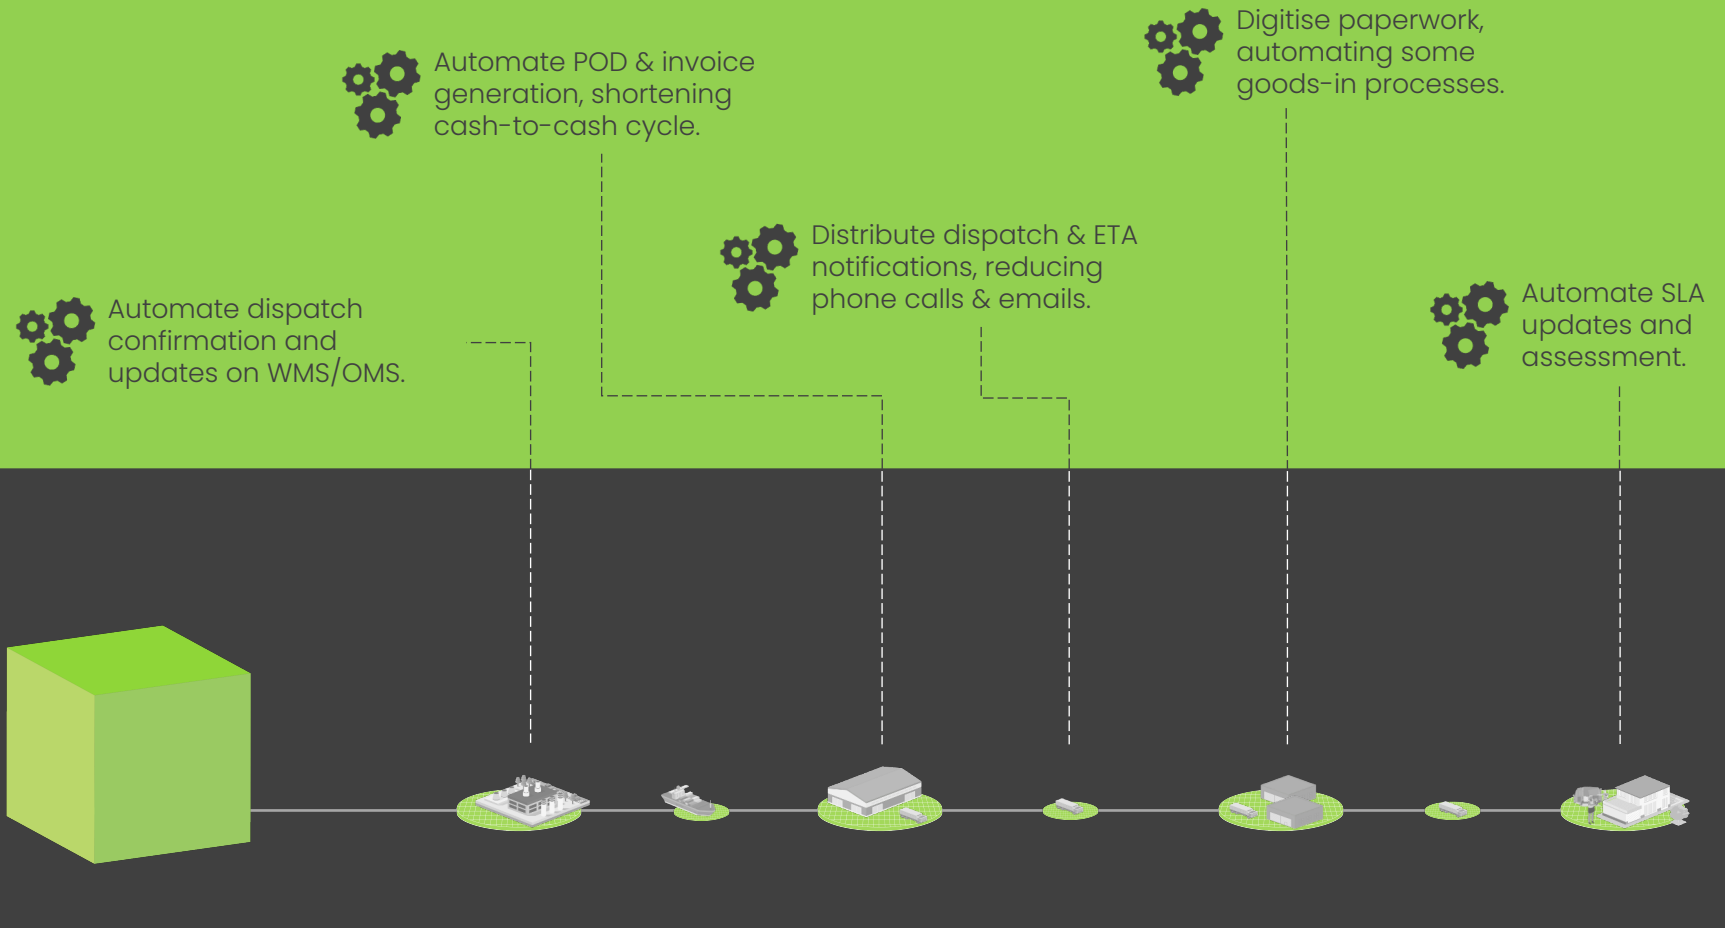 Automate dispatch
confirmation and
updates on WMS/OMS.
Automate POD & invoice
generation, shortening
cash-to-cash cycle.
Distribute dispatch & ETA
notifications, reducing
phone calls & emails.
Digitise paperwork,
automating some
goods-in processes.
Automate SLA
updates and
assessment.